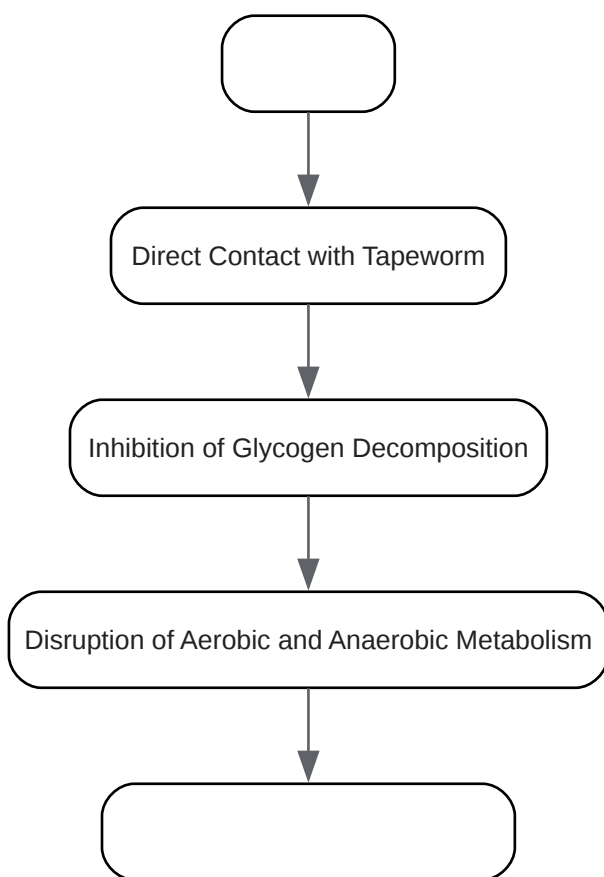 Direct Contact with Tapeworm
Inhibition of Glycogen Decomposition
Disruption of Aerobic and Anaerobic Metabolism